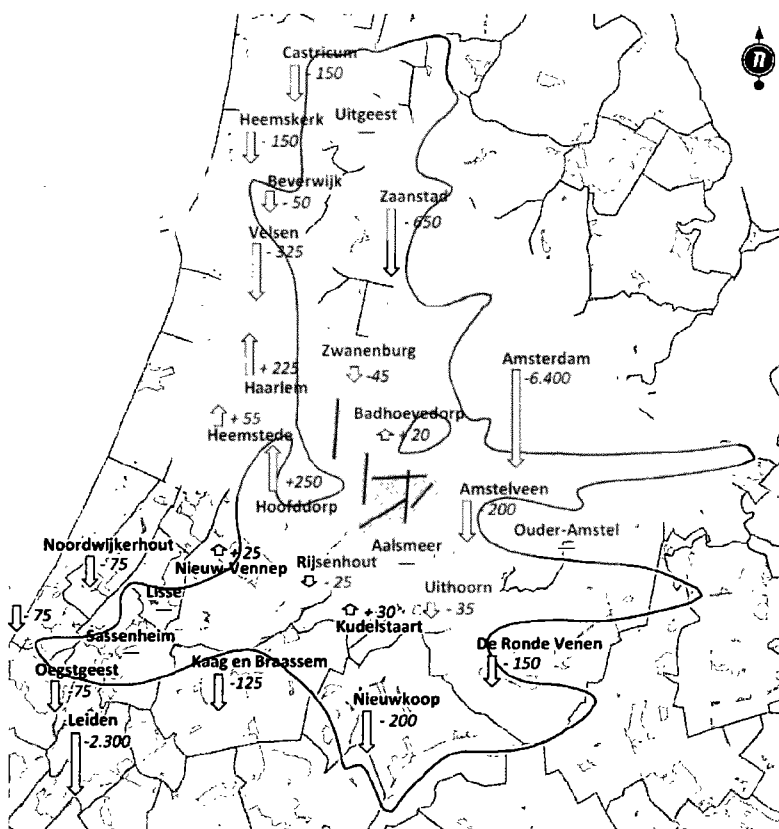 Castricum
- 150
n
Heemskerk
- 150
Uitgeest
Beverwijk
- 50
Zaanstad
-650
Velsen
- 325
Zwanenburg
-45
Amsterdam
-6.400
+ 225
Haarlem
+ 55
Heemstede
Badhoevedorp
+ 20
+250
Hoofddorp
Amstelveen
- 200
Ouder-Amstel
Noordwijkerhout
- 75
+ 25
Nieuw-Vennep
Aalsmeer
Rijsenhout
- 25
Lisse
Uithoorn
- 35
+ 30
Kudelstaart
- 75
Sassenheim
De Ronde Venen
- 150
Oegstgeest
-75
Kaag en Braassem
-125
Nieuwkoop
- 200
Leiden
-2.300